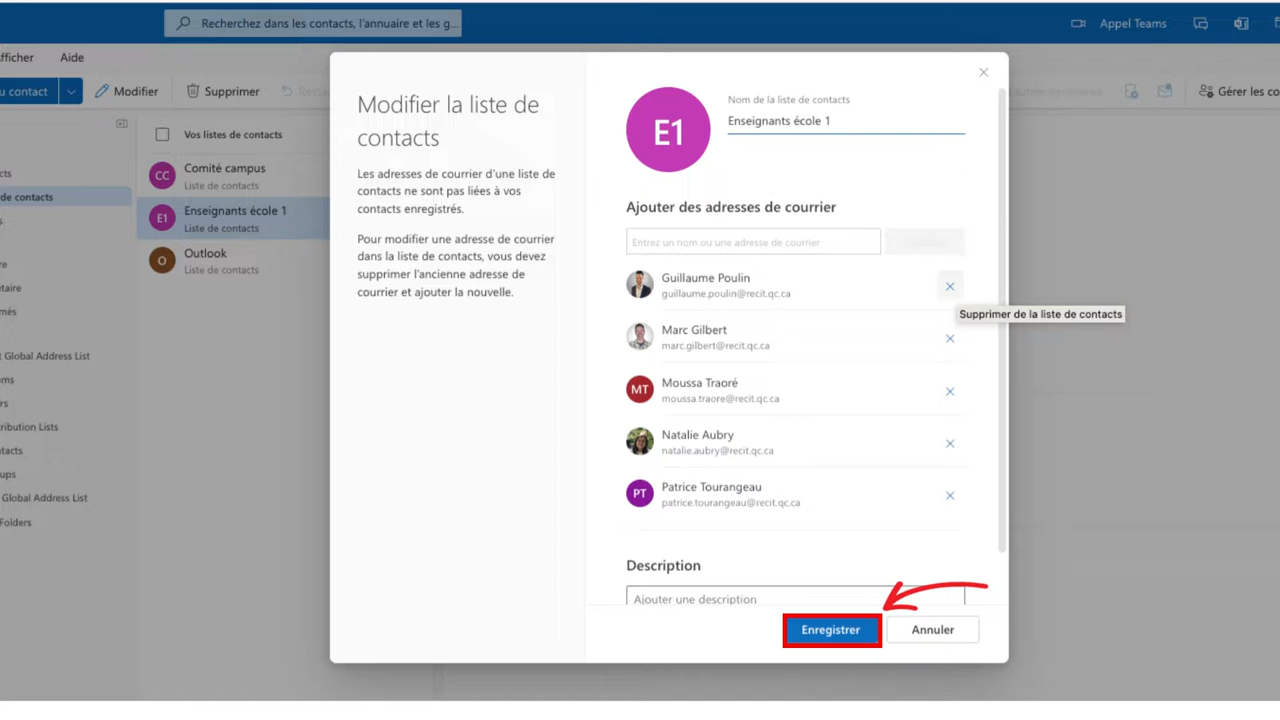 Recherchez dans les contacts, l'annuaire et les g...
Appel Teams
fficher
Aide
u contact
Modifier
Supprimer
Gérer les co
Vos listes de contacts
cts
de contacts
s
re
taire
més
t Global Address List
ms
rs
ribution Lists
tacts
ups
Global Address List
Folders
CC
Comité campus
Liste de contacts
E1
Enseignants école 1
Liste de contacts
O
Outlook
Liste de contacts
Modifier la liste de
contacts
Les adresses de courrier d'une liste de
contacts ne sont pas liées à vos
contacts enregistrés.
Pour modifier une adresse de courrier
dans la liste de contacts, vous devez
supprimer l'ancienne adresse de
courrier et ajouter la nouvelle.
E1
Nom de la liste de contacts
Enseignants école 1
Ajouter des adresses de courrier
Entrez un nom ou une adresse de courrier
Guillaume Poulin
guillaume.poulin@recit.qc.ca
Supprimer de la liste de contacts
Marc Gilbert
marc.gilbert@recit.qc.ca
MT
Moussa Traoré
moussa.traore@recit.qc.ca
Natalie Aubry
natalie.aubry@recit.qc.ca
PT
Patrice Tourangeau
patrice.tourangeau@recit.qc.ca
Description
Ajouter une description
Enregistrer
Annuler